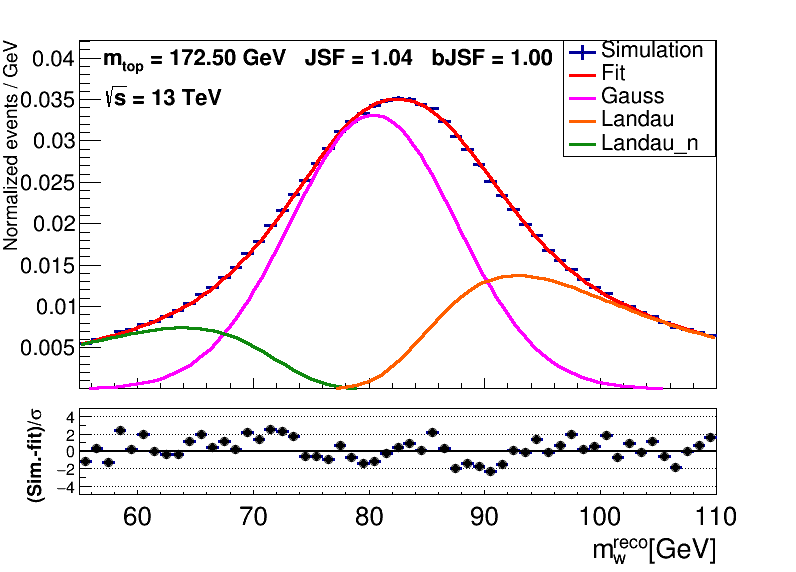 m_top = 172.50 GeV JSF = 1.04 bJSF = 1.00
√s = 13 TeV
Simulation
Fit
Gauss
Landau
Landau_n
Normalized events / GeV
0.04
0.035
0.03
0.025
0.02
0.015
0.01
0.005
(Sim.-fit)/σ
4
2
0
−2
−4
60 70 80 90 100 110
m_w^reco[GeV]